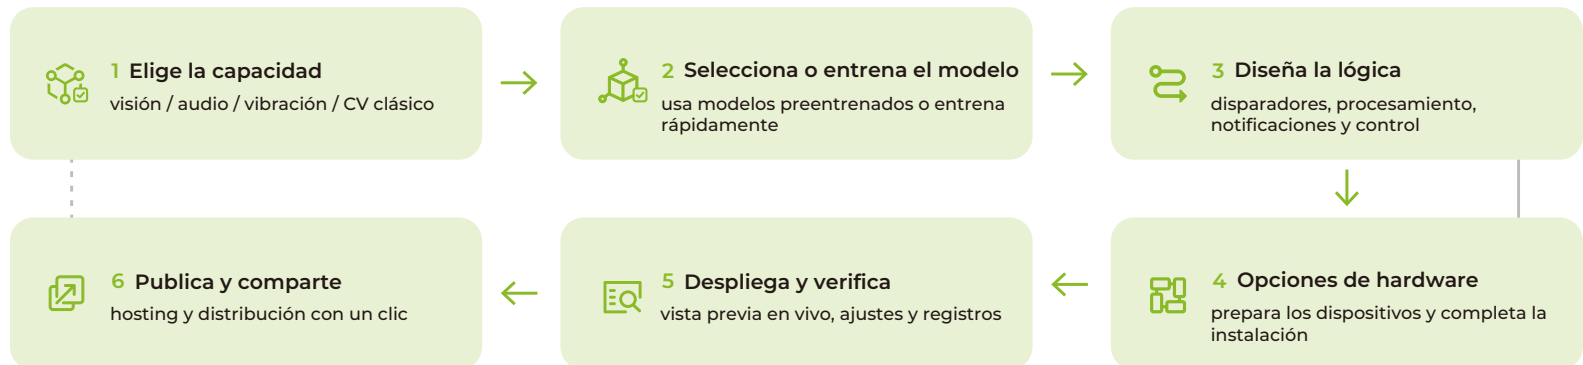 1 Elige la capacidad
visión / audio / vibración / CV clásico
2 Selecciona o entrena el modelo
usa modelos preentrenados o entrena
rápidamente
3 Diseña la lógica
disparadores, procesamiento,
notificaciones y control
4 Opciones de hardware
prepara los dispositivos y completa la
instalación
5 Despliega y verifica
vista previa en vivo, ajustes y registros
6 Publica y comparte
hosting y distribución con un clic